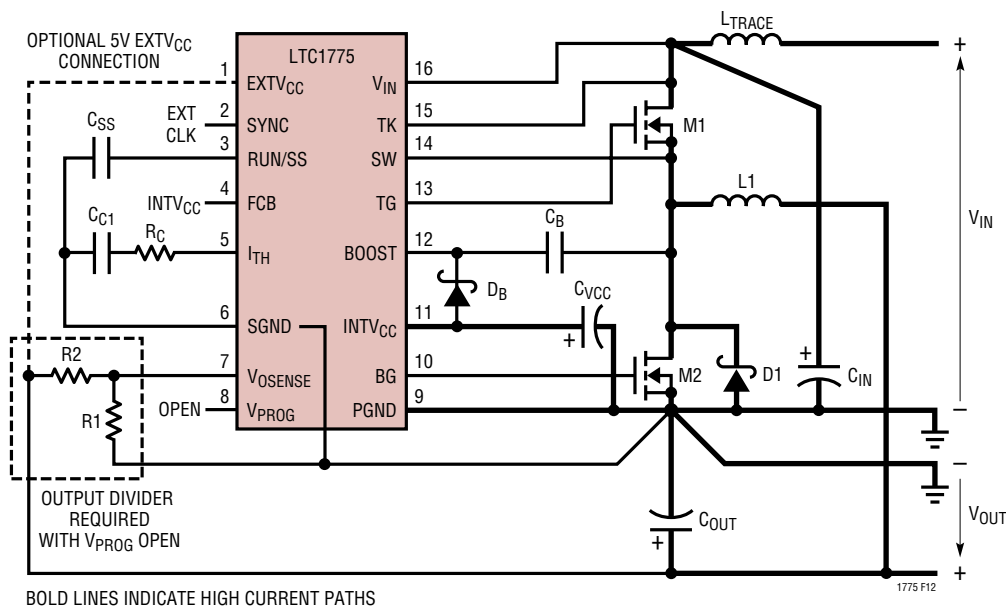 OPTIONAL 5V EXTVCC
CONNECTION
LTC1775
LTRACE
+
1
EXTVCC
VIN
16
2
EXT
CLK
SYNC
TK
15
M1
CSS
3
RUN/SS
SW
14
INTVCC
4
FCB
TG
13
L1
VIN
CC1
RC
5
ITH
BOOST
12
CB
DB
CVCC
+
6
SGND
INTVCC
11
R2
7
VOSENSE
BG
10
M2
D1
+
CIN
R1
OPEN
8
VPROG
PGND
9
–
–
OUTPUT DIVIDER
REQUIRED
WITH VPROG OPEN
COUT
+
VOUT
+
1775 F12
BOLD LINES INDICATE HIGH CURRENT PATHS